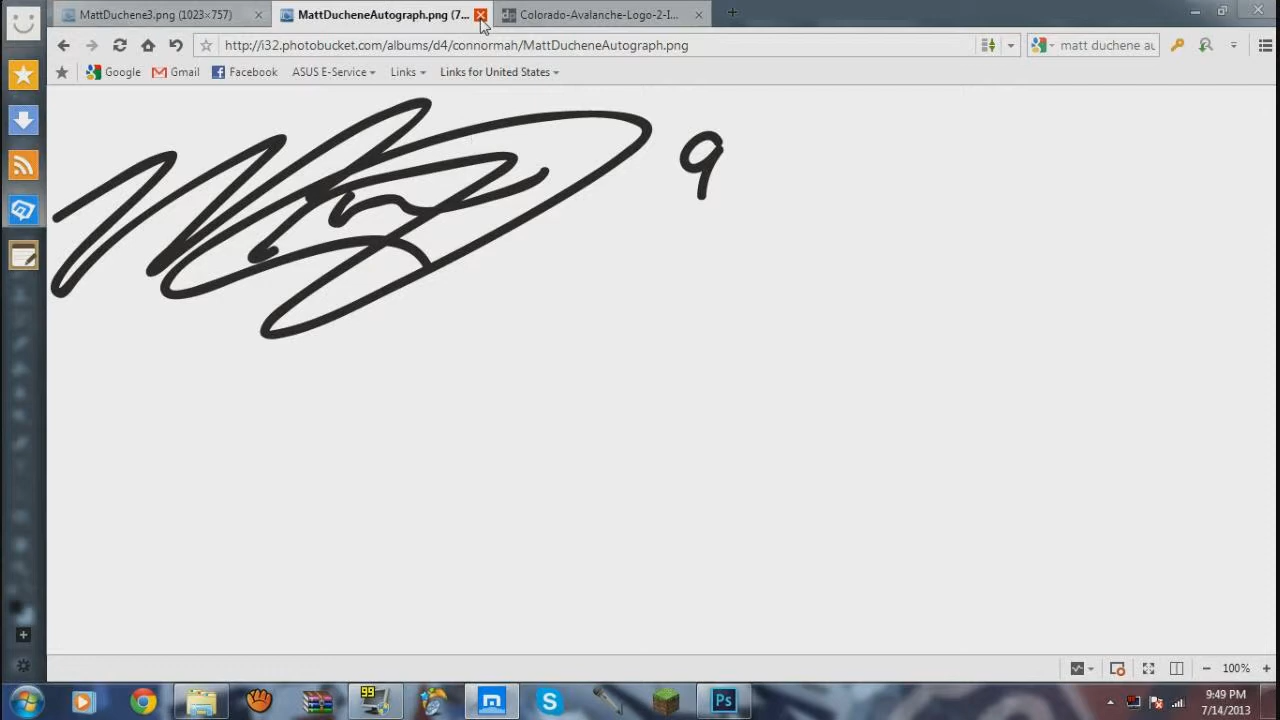 MattDuchene3.png (1023×757)
MattDucheneAutograph.png (7...
Colorado-Avalanche-Logo-2-I...
http://i32.photobucket.com/albums/d4/connormah/MattDucheneAutograph.png
matt duchene au
Google
Gmail
Facebook
ASUS E-Service
Links
Links for United States
9
100%
99
9:49 PM
7/14/2013
Ps